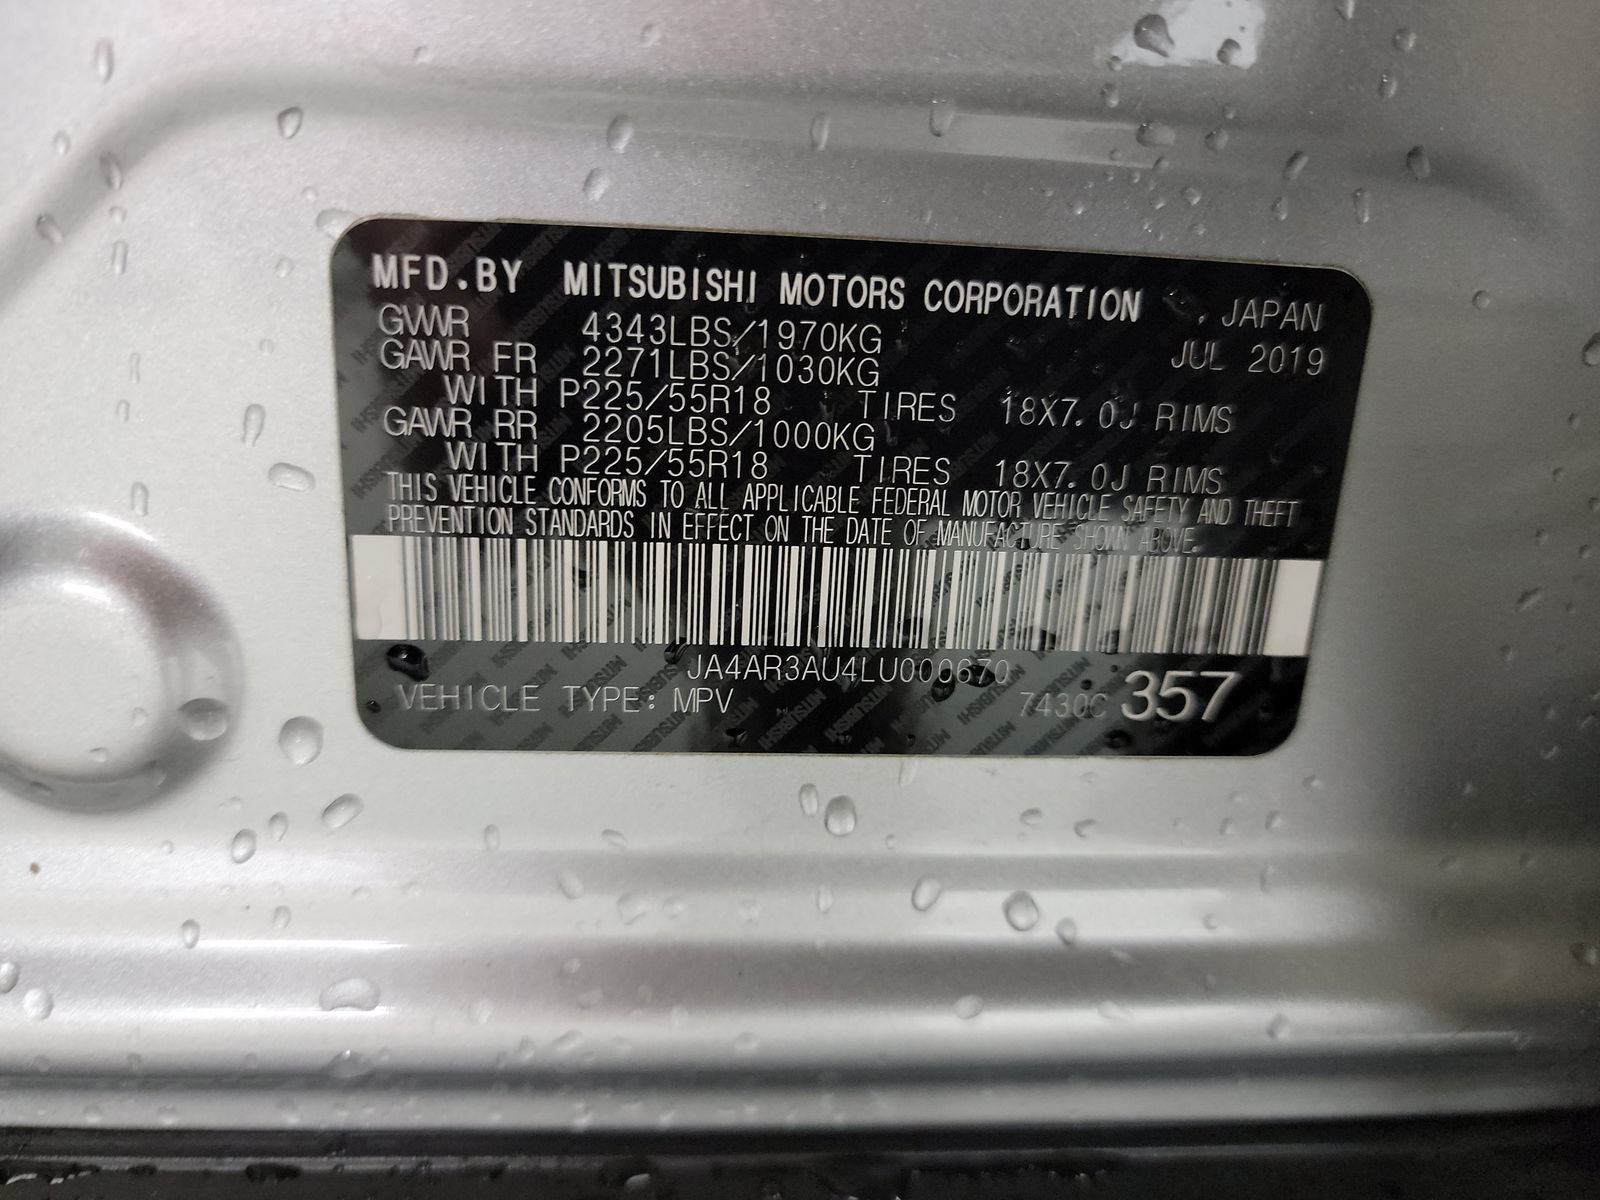 MFD.BY MITSUBISHI MOTORS CORPORATION , JAPAN
GVWR 4343LBS/1970KG JUL 2019
GAWR FR 2271LBS/1030KG
WITH P225/55R18 TIRES 18X7.0J RIMS
GAWR RR 2205LBS/1000KG
WITH P225/55R18 TIRES 18X7.0J RIMS
THIS VEHICLE CONFORMS TO ALL APPLICABLE FEDERAL MOTOR VEHICLE SAFETY AND THEFT
PREVENTION STANDARDS IN EFFECT ON THE DATE OF MANUFACTURE SHOWN ABOVE.
JA4AR3AU4LU000670
VEHICLE TYPE: MPV 7430C 357